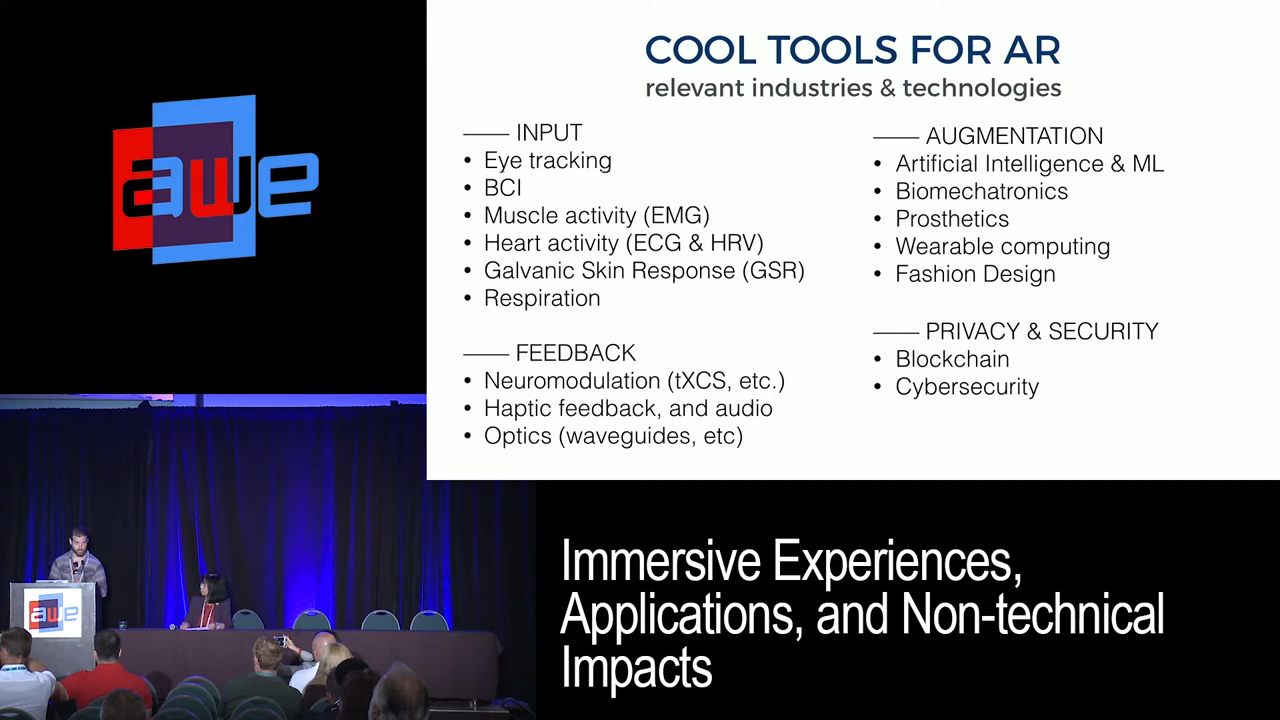 awe
COOL TOOLS FOR AR
relevant industries & technologies
—— INPUT
• Eye tracking
• BCI
• Muscle activity (EMG)
• Heart activity (ECG & HRV)
• Galvanic Skin Response (GSR)
• Respiration
—— FEEDBACK
• Neuromodulation (tXCS, etc.)
• Haptic feedback, and audio
• Optics (waveguides, etc)
—— AUGMENTATION
• Artificial Intelligence & ML
• Biomechatronics
• Prosthetics
• Wearable computing
• Fashion Design
—— PRIVACY & SECURITY
• Blockchain
• Cybersecurity
awe
Immersive Experiences,
Applications, and Non-technical
Impacts